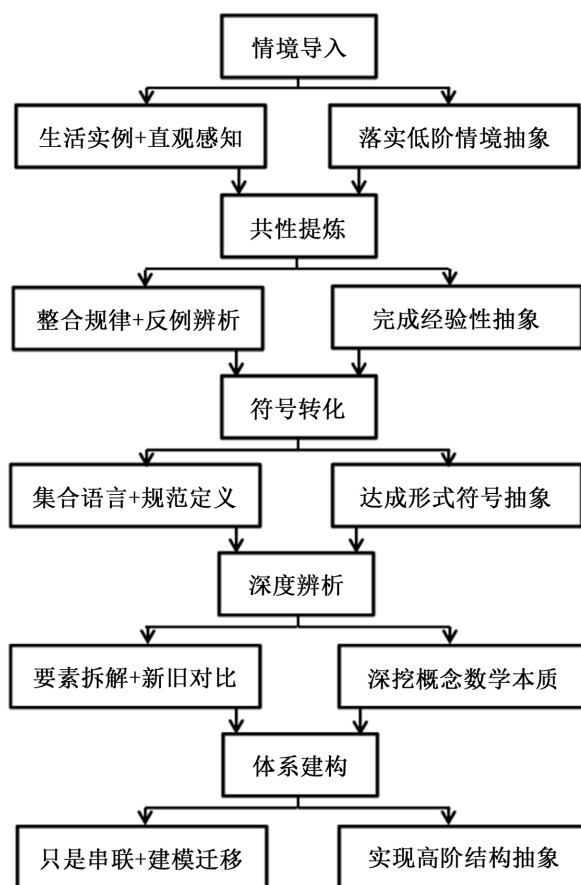 情境导入
生活实例+直观感知
落实低阶情境抽象
共性提炼
整合规律+反例辨析
完成经验性抽象
符号转化
集合语言+规范定义
达成形式符号抽象
深度辨析
要素拆解+新旧对比
深挖概念数学本质
体系建构
只是串联+建模迁移
实现高阶结构抽象